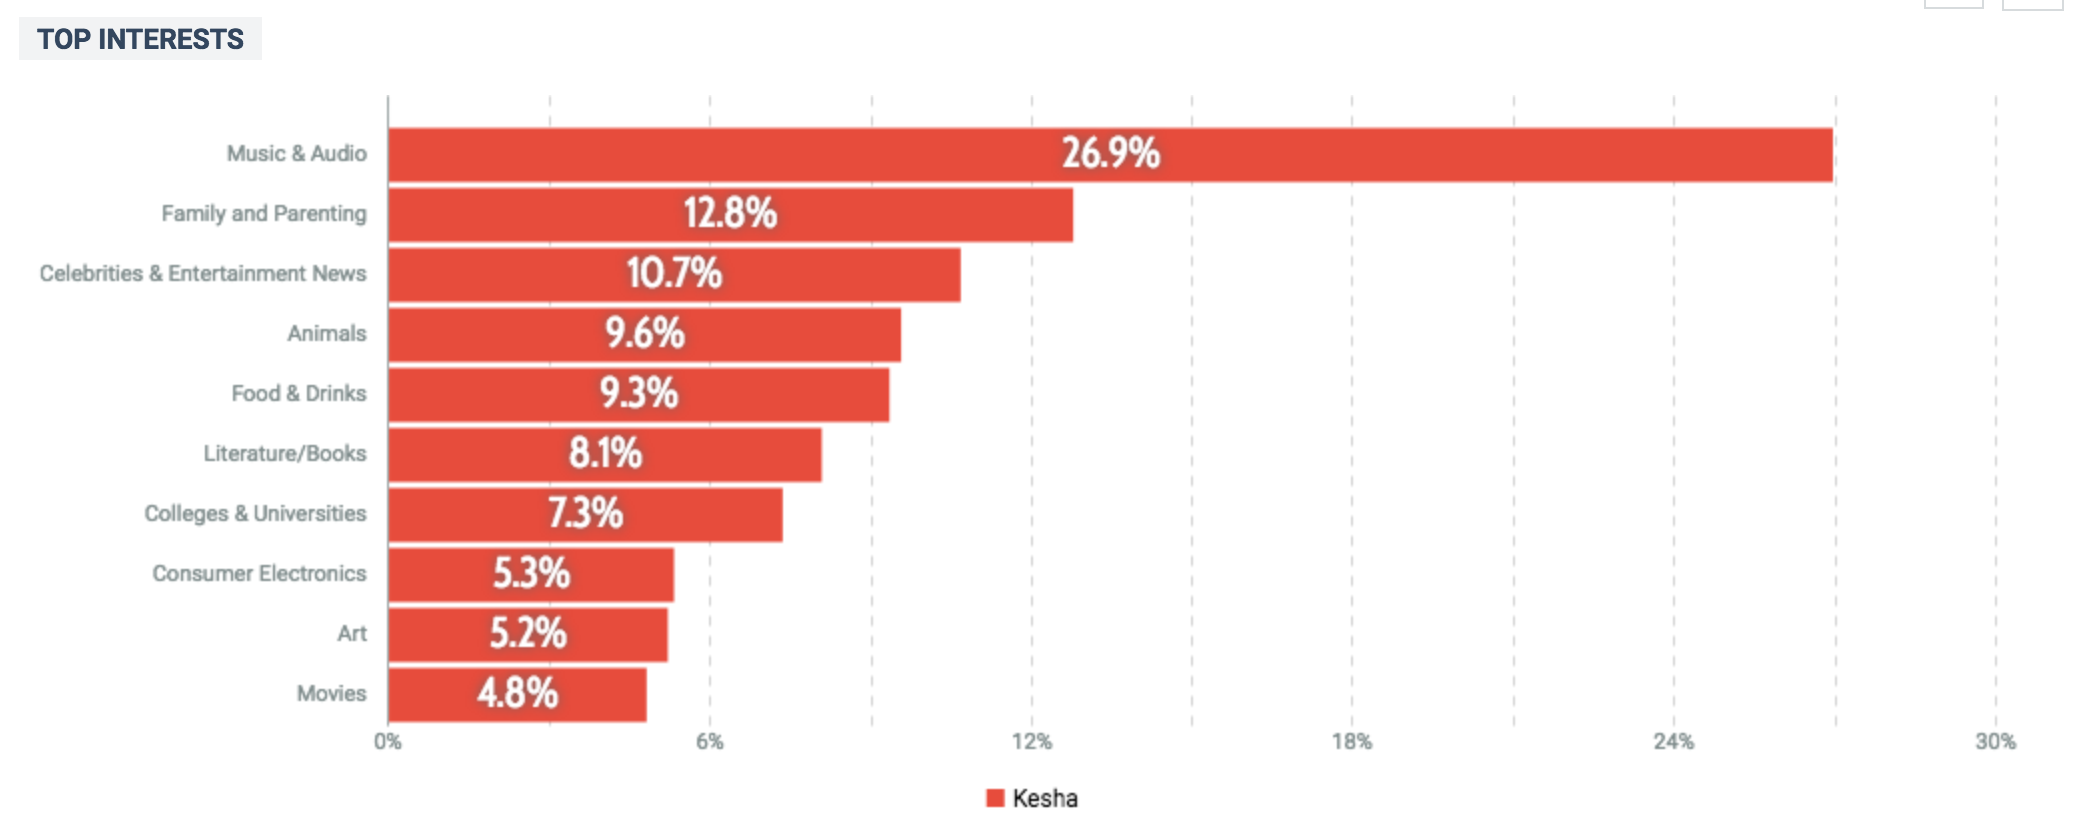 TOP INTERESTS
Music & Audio 26.9%
Family and Parenting 12.8%
Celebrities & Entertainment News 10.7%
Animals 9.6%
Food & Drinks 9.3%
Literature/Books 8.1%
Colleges & Universities 7.3%
Consumer Electronics 5.3%
Art 5.2%
Movies 4.8%
0% 6% 12% 18% 24% 30%
Kesha